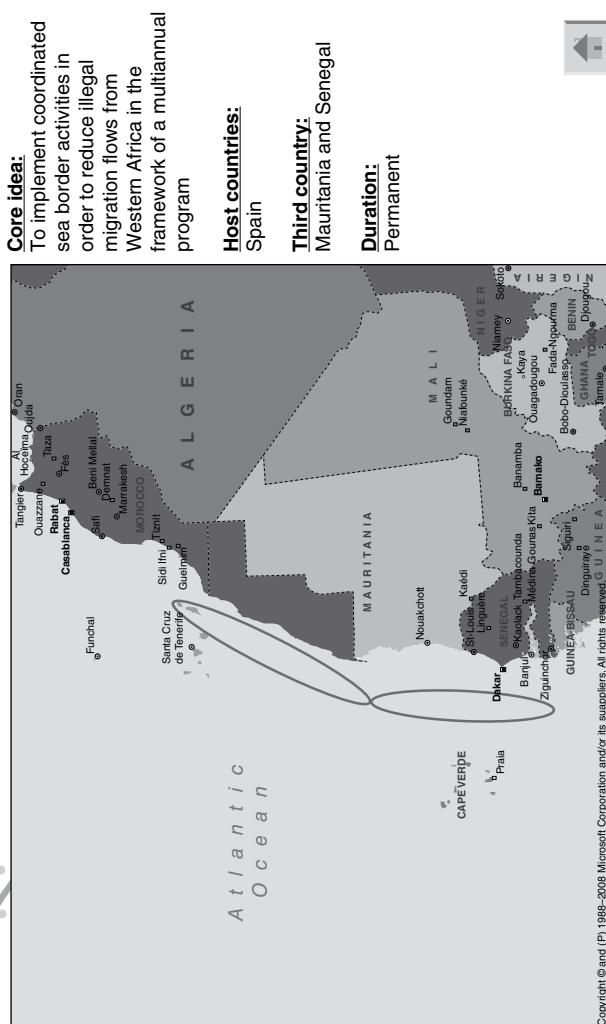 Core idea:
To implement coordinated
sea border activities in
order to reduce illegal
migration flows from
Western Africa in the
framework of a multiannual
program
Host countries:
Spain
Third country:
Mauritania and Senegal
Duration:
Permanent
Atlantic
Ocean
Funchal
Santa Cruz
de Tenerife
CAPE VERDE
Praia
Tangier
Al
Hoceima
Oujda
Oran
Ouazzane
Taza
Fès
Rabat
Casablanca
Beni Mellal
Demnat
Safi
Marrakesh
MOROCCO
Tiznit
Sidi Ifni
Guelmim
ALGERIA
MAURITANIA
Nouakchott
Kaédi
St-Louis
Linguère
SENEGAL
Dakar
Kaolack
Tambacounda
Banjul
Médina Gounas
Kita
Ziguinchor
GUINEA-BISSAU
GUINEA
Siguiri
Dinguiraye
MALI
Goundam
Niafounké
Banamba
Bamako
NIGER
Niamey
Sokoto
NIGERIA
BURKINA FASO
Kaya
Ouagadougou
Fada-Ngourma
Bobo-Dioulasso
BENIN
Djougou
GHANA
TOGO
Tamale
Copyright © and (P) 1988–2008 Microsoft Corporation and/or its suappliers. All rights reserved.